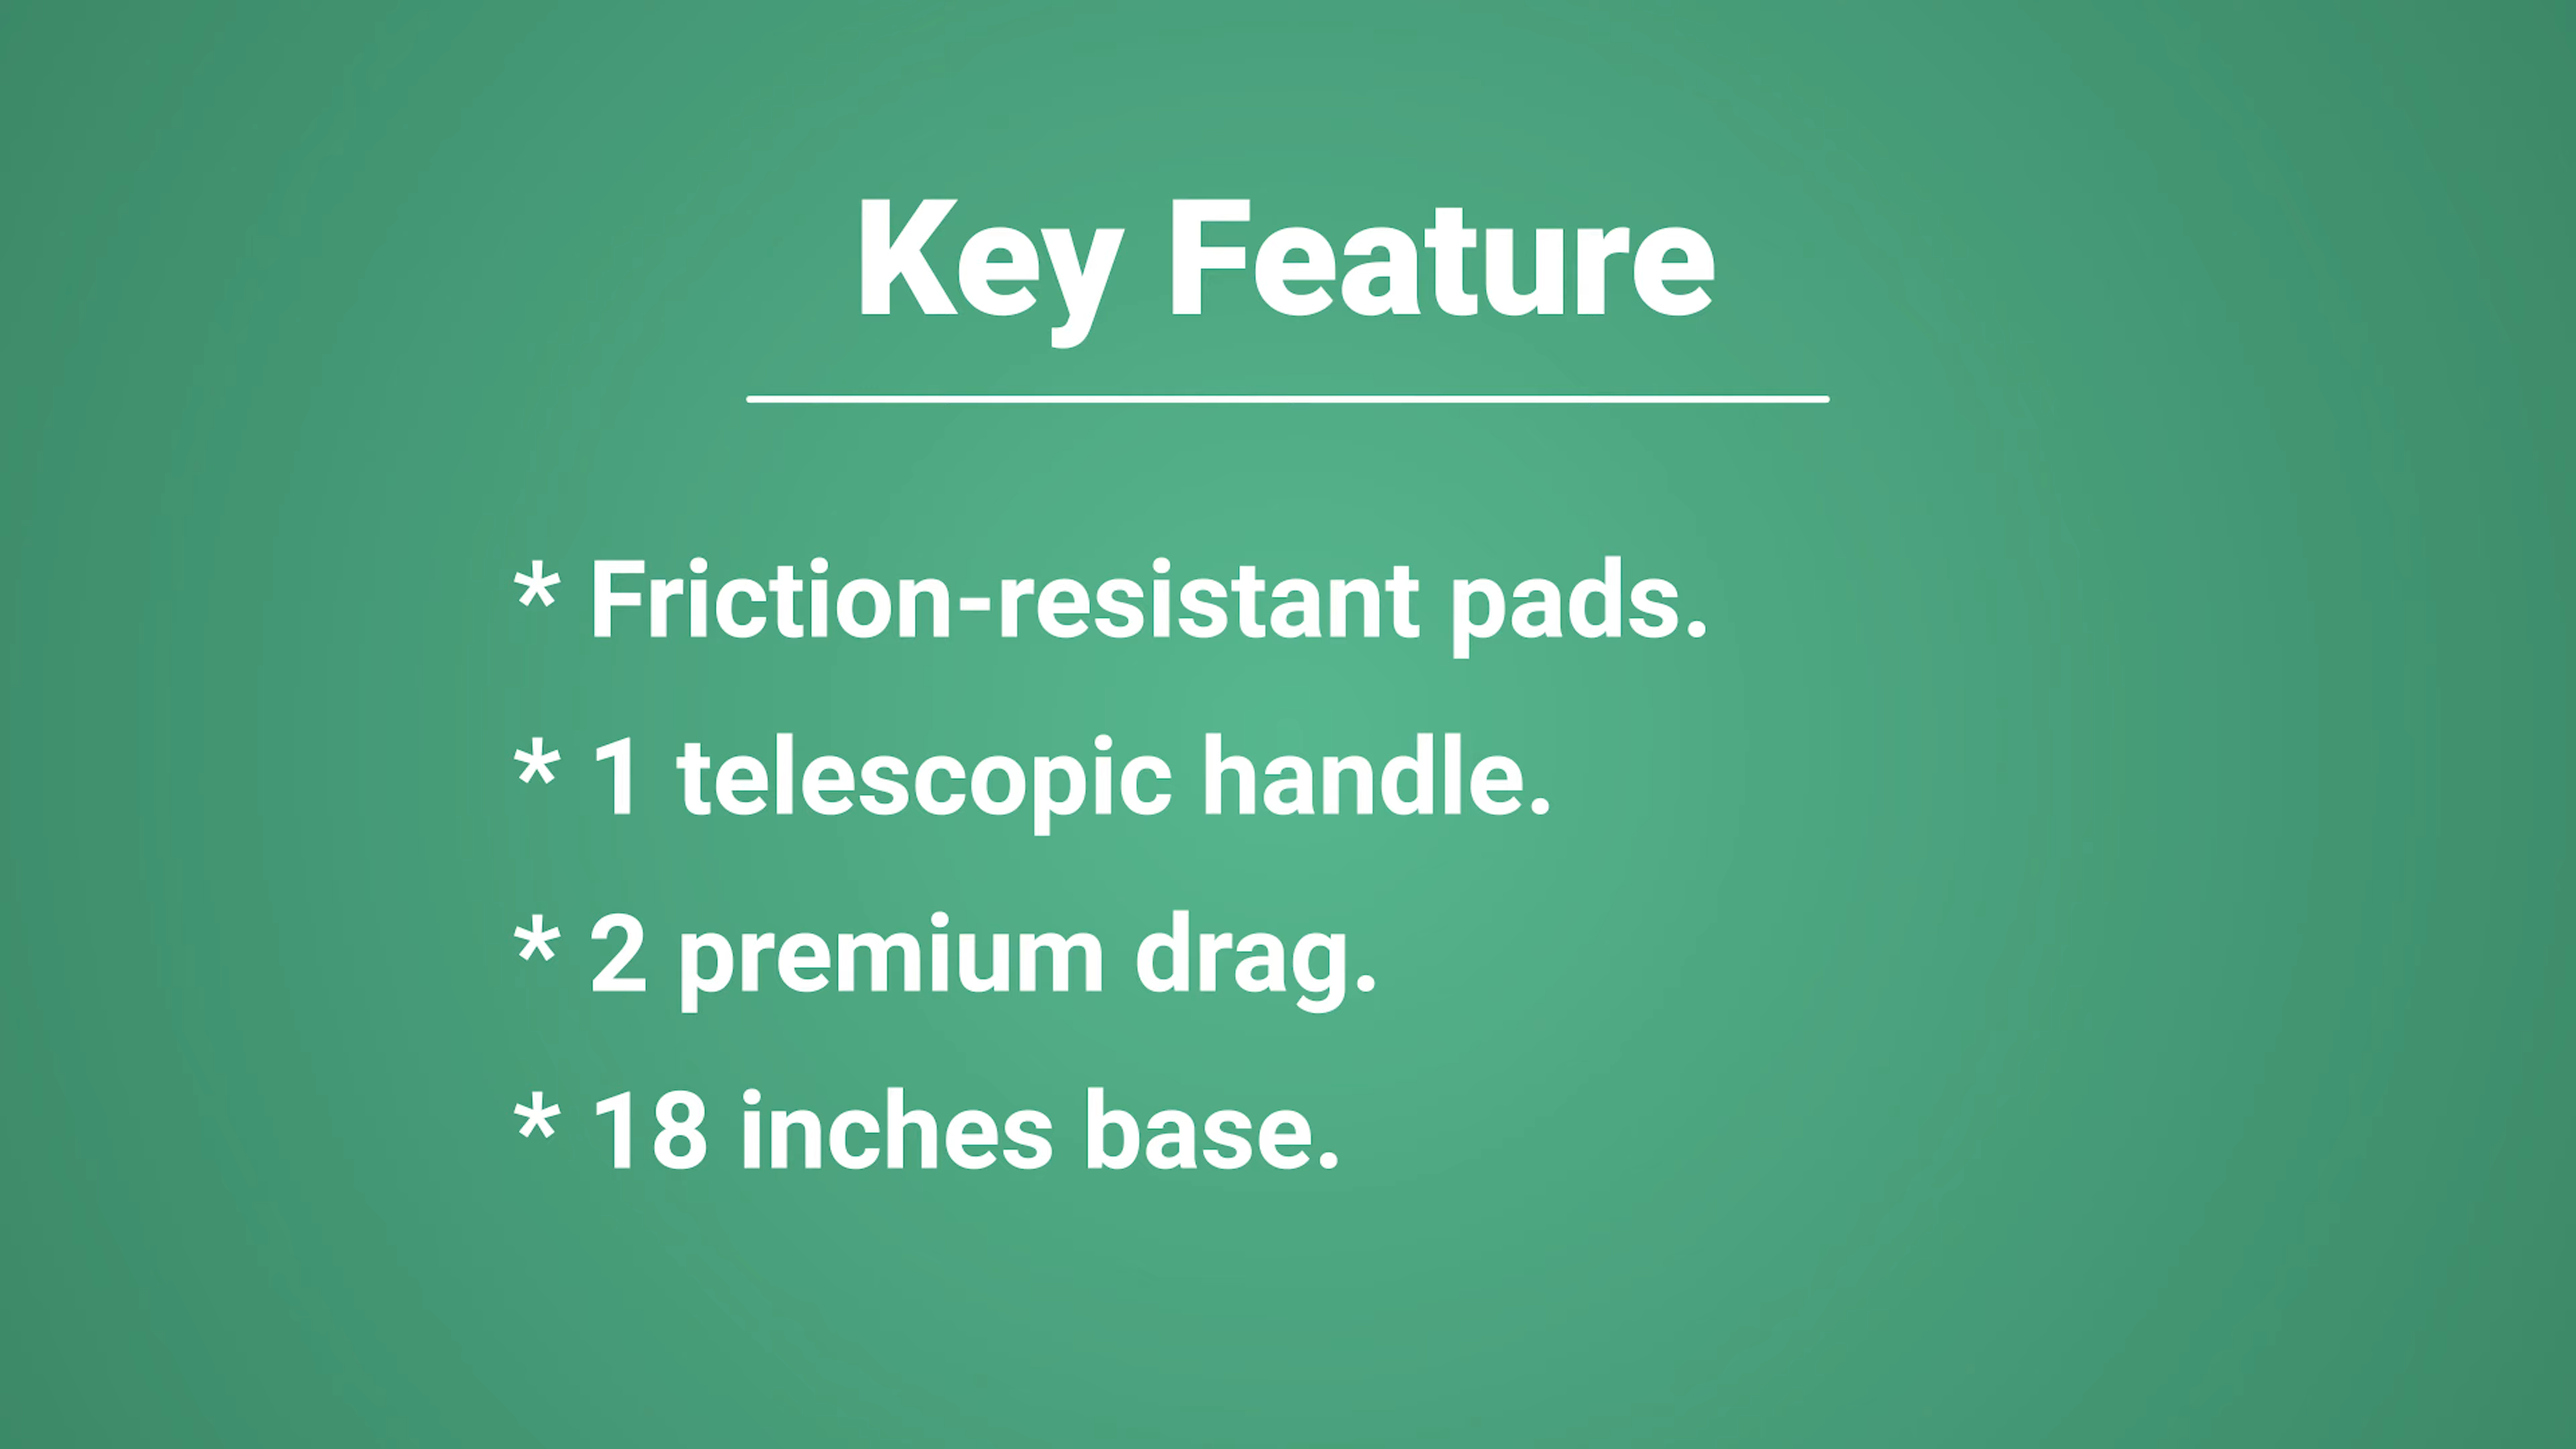 Key Feature
* Friction-resistant pads.
* 1 telescopic handle.
* 2 premium drag.
* 18 inches base.